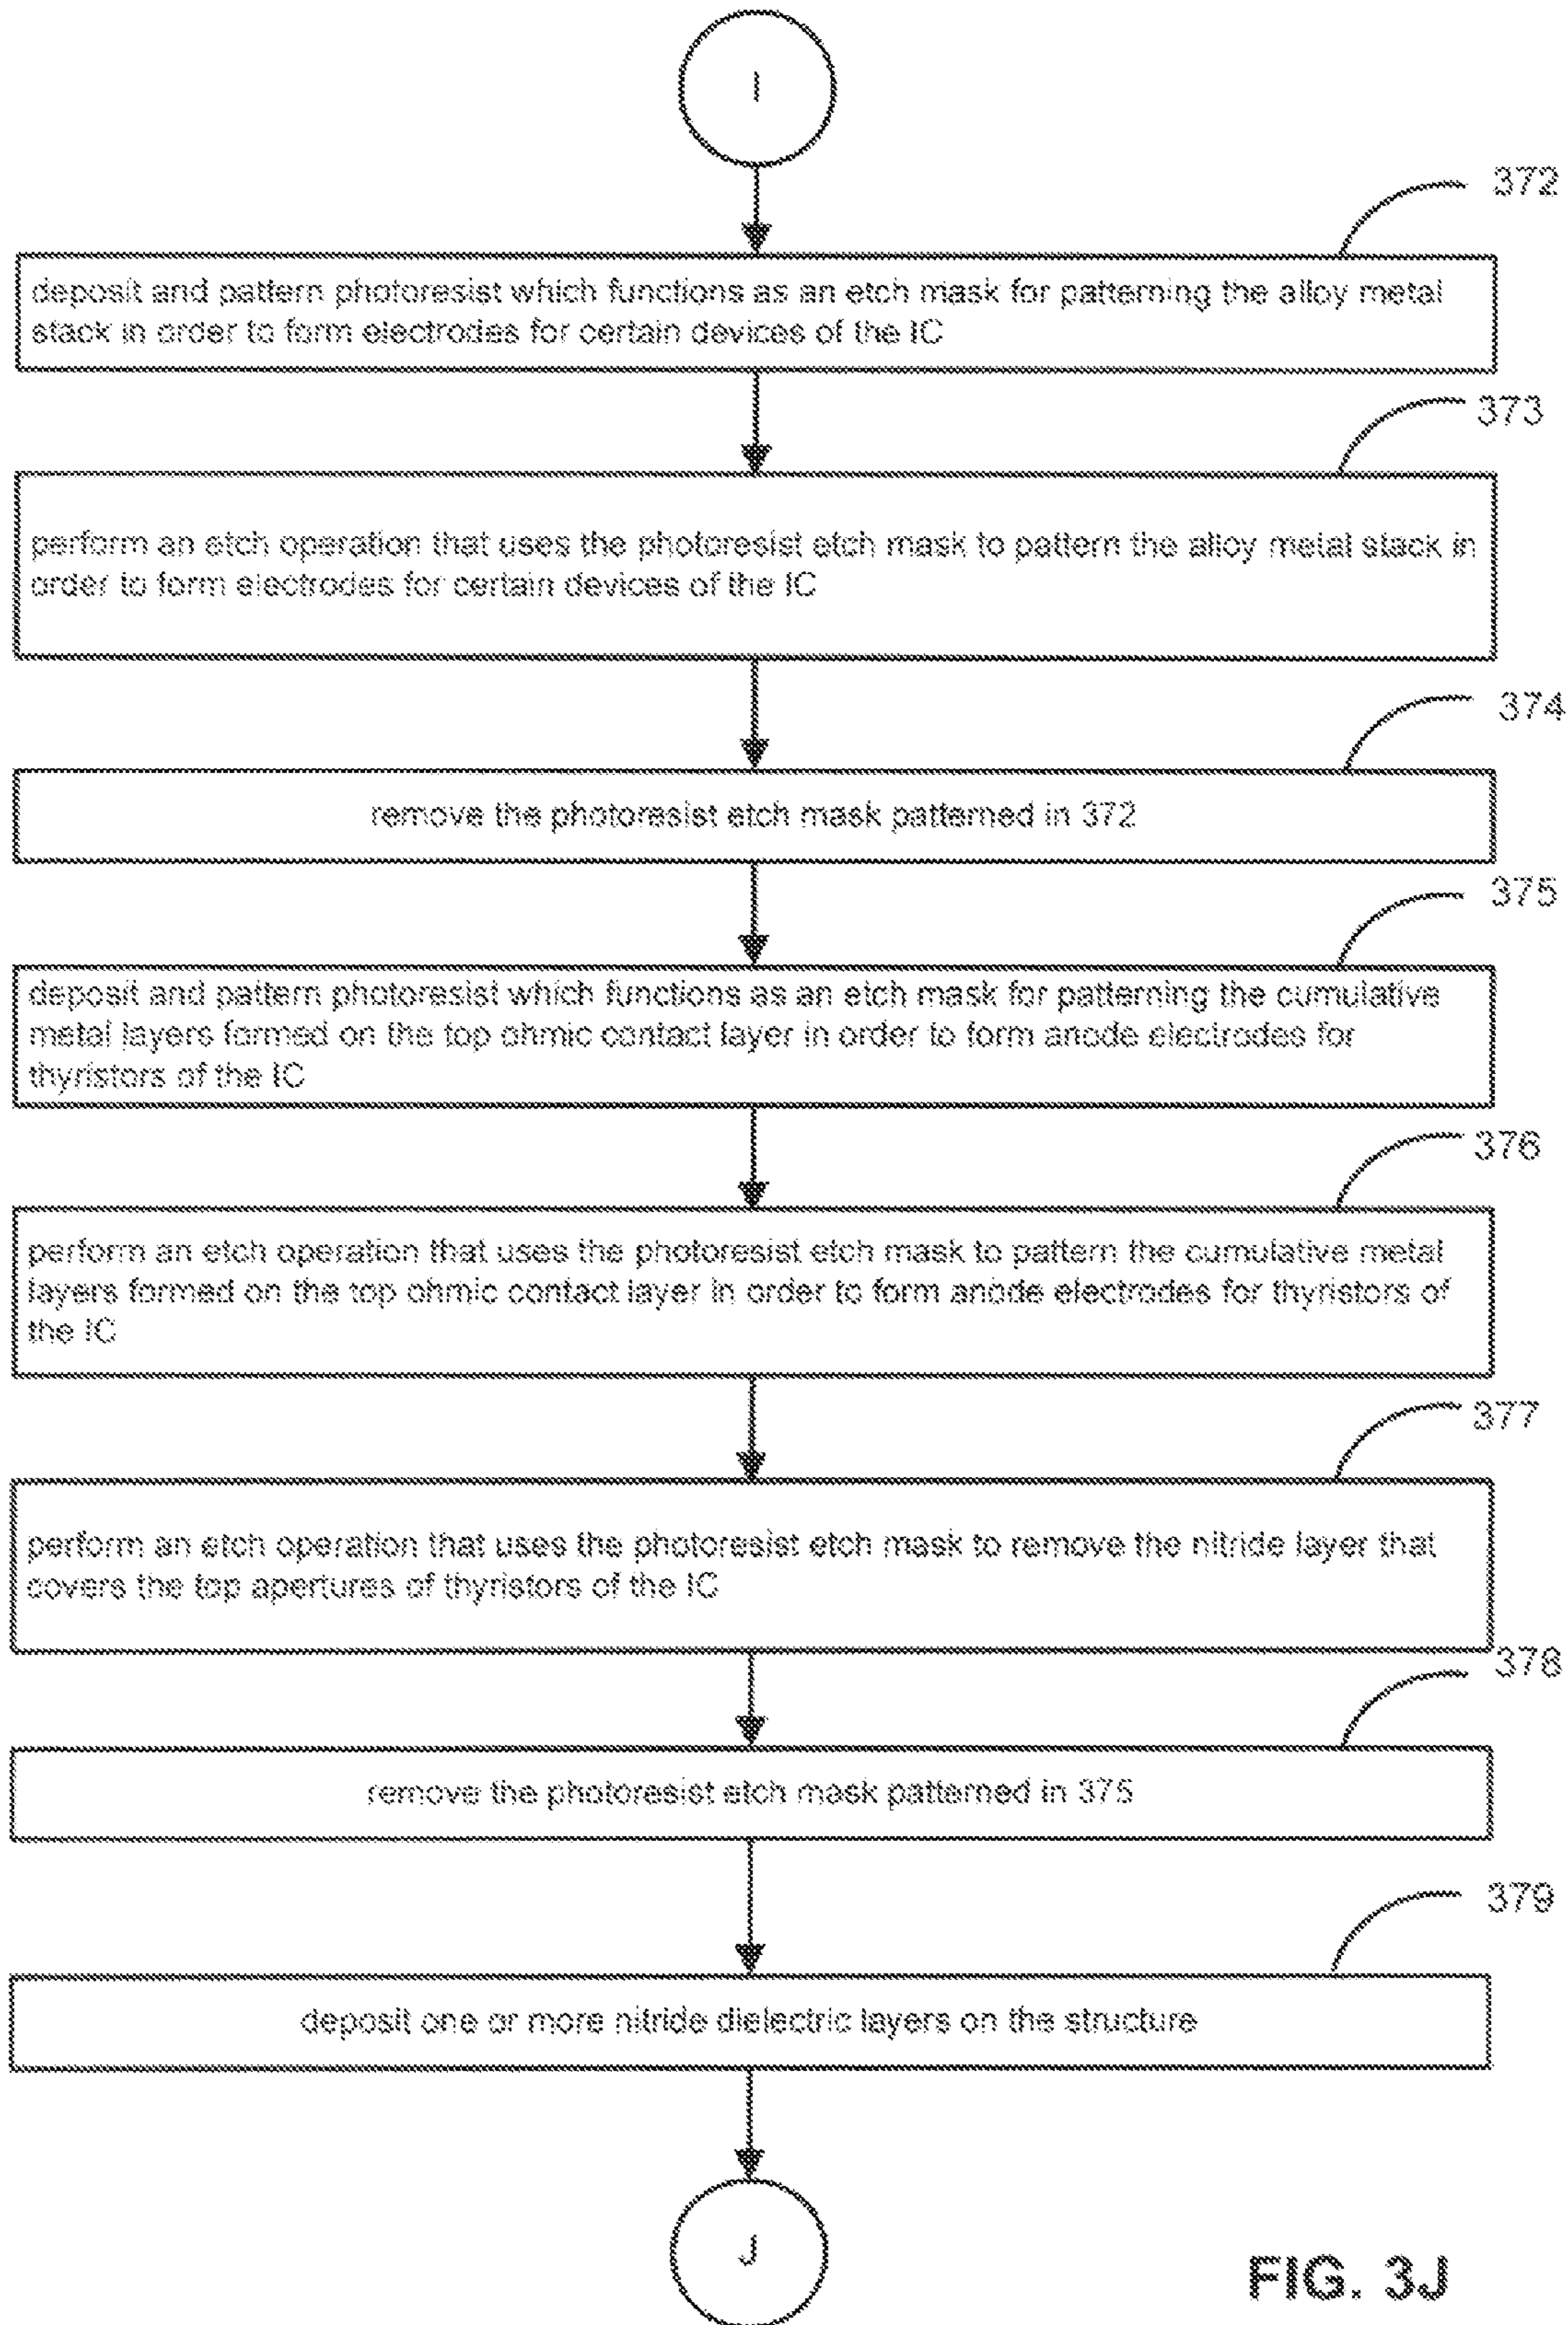 I
372
deposit and pattern photoresist which functions as an etch mask for patterning the alloy metal
stack in order to form electrodes for certain devices of the IC
373
perform an etch operation that uses the photoresist etch mask to pattern the alloy metal stack in
order to form electrodes for certain devices of the IC
374
remove the photoresist etch mask patterned in 372
375
deposit and pattern photoresist which functions as an etch mask for patterning the cumulative
metal layers formed on the top ohmic contact layer in order to form anode electrodes for
thyristors of the IC
376
perform an etch operation that uses the photoresist etch mask to pattern the cumulative metal
layers formed on the top ohmic contact layer in order to form anode electrodes for thyristors of
the IC
377
perform an etch operation that uses the photoresist etch mask to remove the nitride layer that
covers the top apertures of thyristors of the IC
378
remove the photoresist etch mask patterned in 375
379
deposit one or more nitride dielectric layers on the structure
J
FIG. 3J